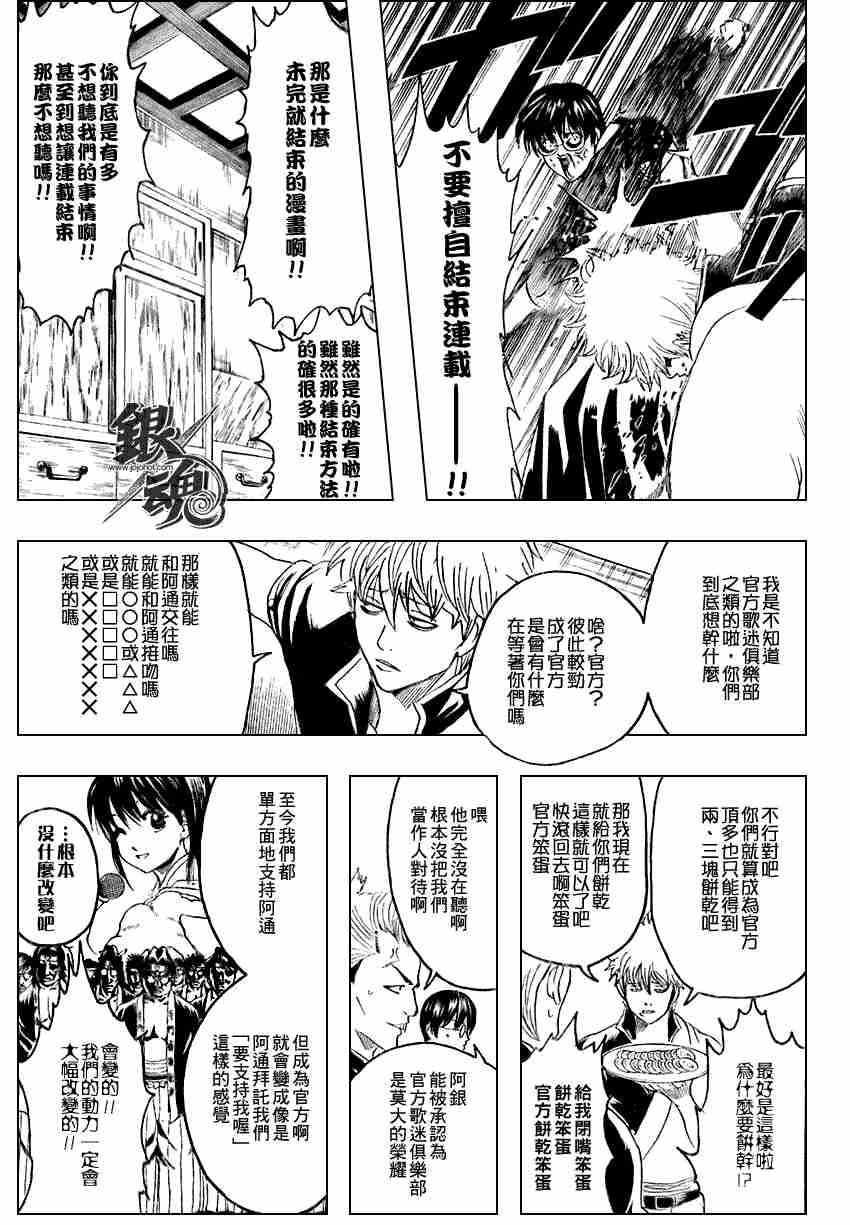 不要擅自結束連載——!!
那是什麼
未完就結束的漫畫啊!!
雖然是的確有啦!!
雖然那種結束方法
的確很多啦!!
你到底是有多
不想聽我們的事情啊!!
甚至到想讓連載結束
那麼不想聽嗎!!
銀魂
www.jojohot.com
我是不知道
官方歌迷俱樂部
之類的啦,你們
到底想幹什麼
啥?官方?
彼此較勁
成了官方
是會有什麼
在等著你們嗎
那樣就能
和阿通交往嗎
就能和阿通接吻嗎
就能○○○或△△△
或是□□□□□
或是×××××××
之類的嗎
不行對吧
你們就算成為官方
頂多也只能得到
兩、三塊餅乾吧
那我現在
就給你們餅乾
這樣就可以了吧
快滾回去啊笨蛋
官方笨蛋
最好是這樣啦
為什麼要餅幹!?
給我閉嘴笨蛋
餅乾笨蛋
官方餅乾笨蛋
喂
他完全沒在聽啊
根本沒把我們
當作人對待啊
阿銀
能被承認為
官方歌迷俱樂部
是莫大的榮耀
至今我們都
單方面地支持阿通
但成為官方啊
就會變成像是
阿通拜託我們
「要支持我喔」
這樣的感覺
…根本
沒什麼改變吧
會變的!!
我們的動力一定會
大幅改變的!!